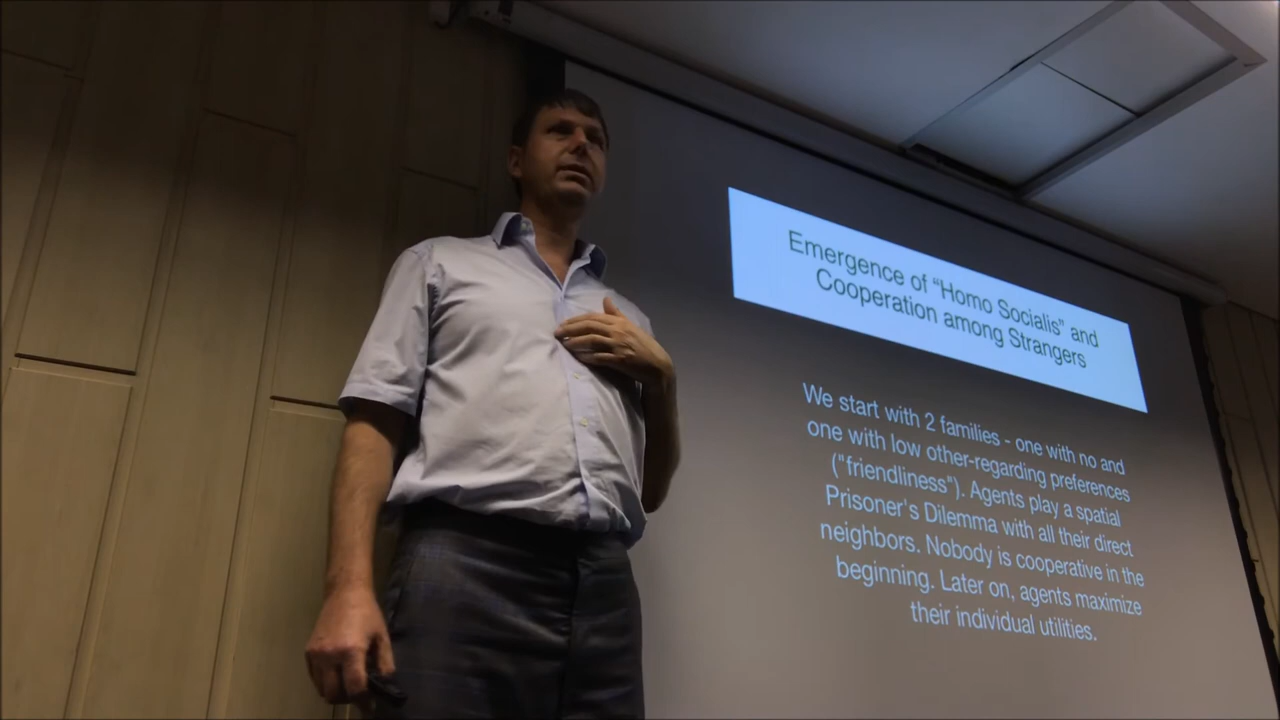 Emergence of “Homo Socialis” and
Cooperation among Strangers
We start with 2 families - one with no and
one with low other-regarding preferences
("friendliness"). Agents play a spatial
Prisoner's Dilemma with all their direct
neighbors. Nobody is cooperative in the
beginning. Later on, agents maximize
their individual utilities.